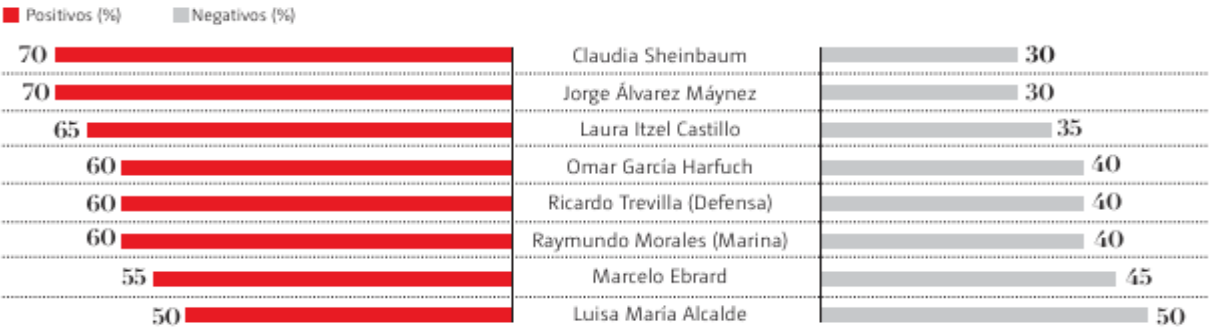 Positivos (%) Negativos (%)
70 Claudia Sheinbaum 30
70 Jorge Álvarez Máynez 30
65 Laura Itzel Castillo 35
60 Omar García Harfuch 40
60 Ricardo Trevilla (Defensa) 40
60 Raymundo Morales (Marina) 40
55 Marcelo Ebrard 45
50 Luisa María Alcalde 50